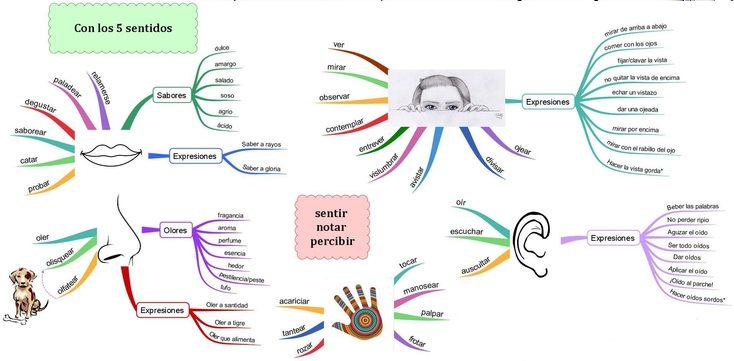 Con los 5 sentidos
relamerse
paladear
degustar
saborear
catar
probar
Sabores
dulce
amargo
salado
soso
agrio
ácido
Expresiones
Saber a rayos
Saber a gloria
ver
mirar
observar
contemplar
entrever
vislumbrar
avistar
divisar
ojear
Expresiones
mirar de arriba a abajo
comer con los ojos
fijar/clavar la vista
no quitar la vista de encima
echar un vistazo
dar una ojeada
mirar por encima
mirar con el rabillo del ojo
Hacer la vista gorda*
oler
olisquear
olfatear
Olores
fragancia
aroma
perfume
esencia
hedor
pestilencia/peste
tufo
Expresiones
Oler a santidad
Oler a tigre
Oler que alimenta
sentir
notar
percibir
acariciar
tantear
rozar
tocar
manosear
palpar
frotar
oír
escuchar
auscultar
Expresiones
Beber las palabras
No perder ripio
Aguzar el oído
Ser todo oídos
Dar oídos
Aplicar el oído
¡Oído al parche!
Hacer oídos sordos*